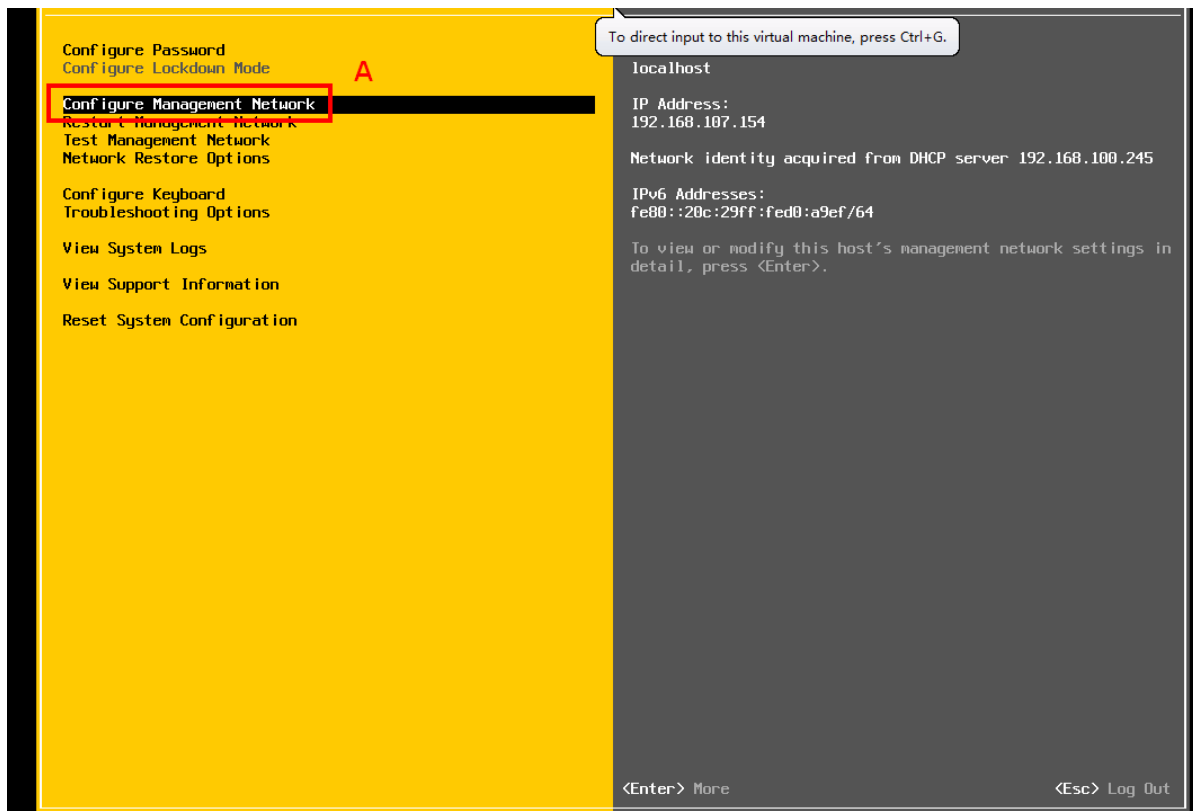 To direct input to this virtual machine, press Ctrl+G.
Configure Password
Configure Lockdown Mode
A
Configure Management Network
Restart Management Network
Test Management Network
Network Restore Options
Configure Keyboard
Troubleshooting Options
View System Logs
View Support Information
Reset System Configuration
localhost
IP Address:
192.168.107.154
Network identity acquired from DHCP server 192.168.100.245
IPv6 Addresses:
fe80::20c:29ff:fed0:a9ef/64
To view or modify this host's management network settings in
detail, press <Enter>.
<Enter> More
<Esc> Log Out